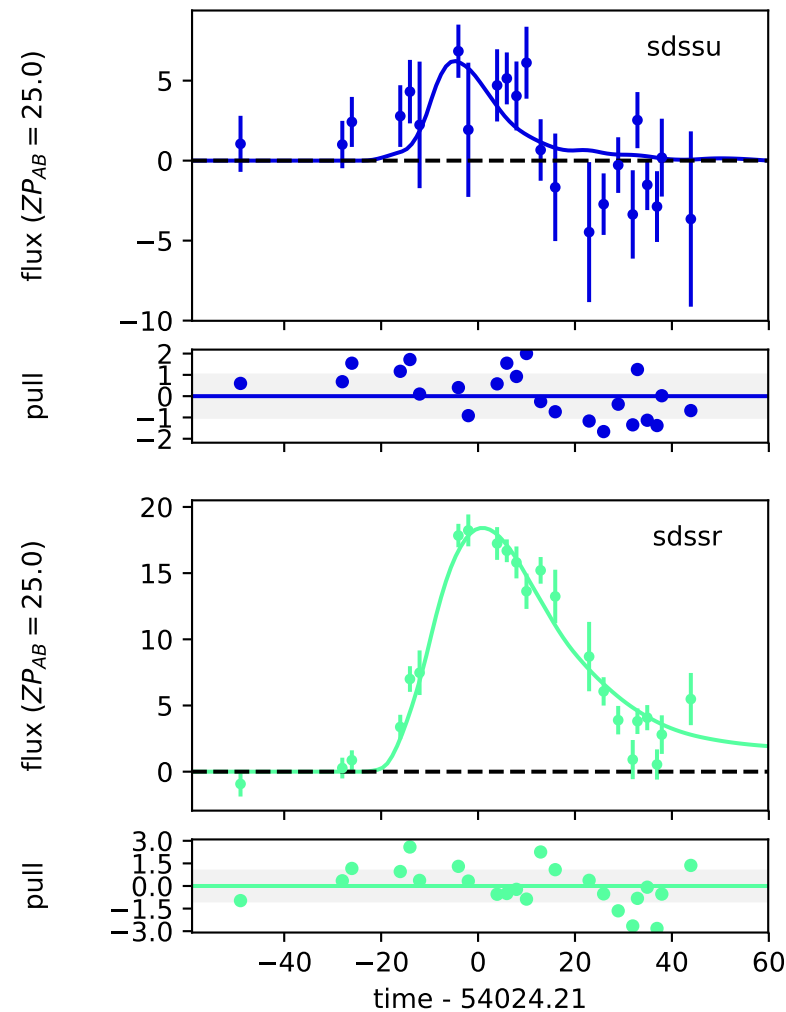 sdssu
flux (ZP_AB = 25.0)
5
0
−5
−10
pull
2
1
0
−1
−2
sdssr
flux (ZP_AB = 25.0)
20
15
10
5
0
pull
3.0
1.5
0.0
−1.5
−3.0
−40 −20 0 20 40 60
time - 54024.21